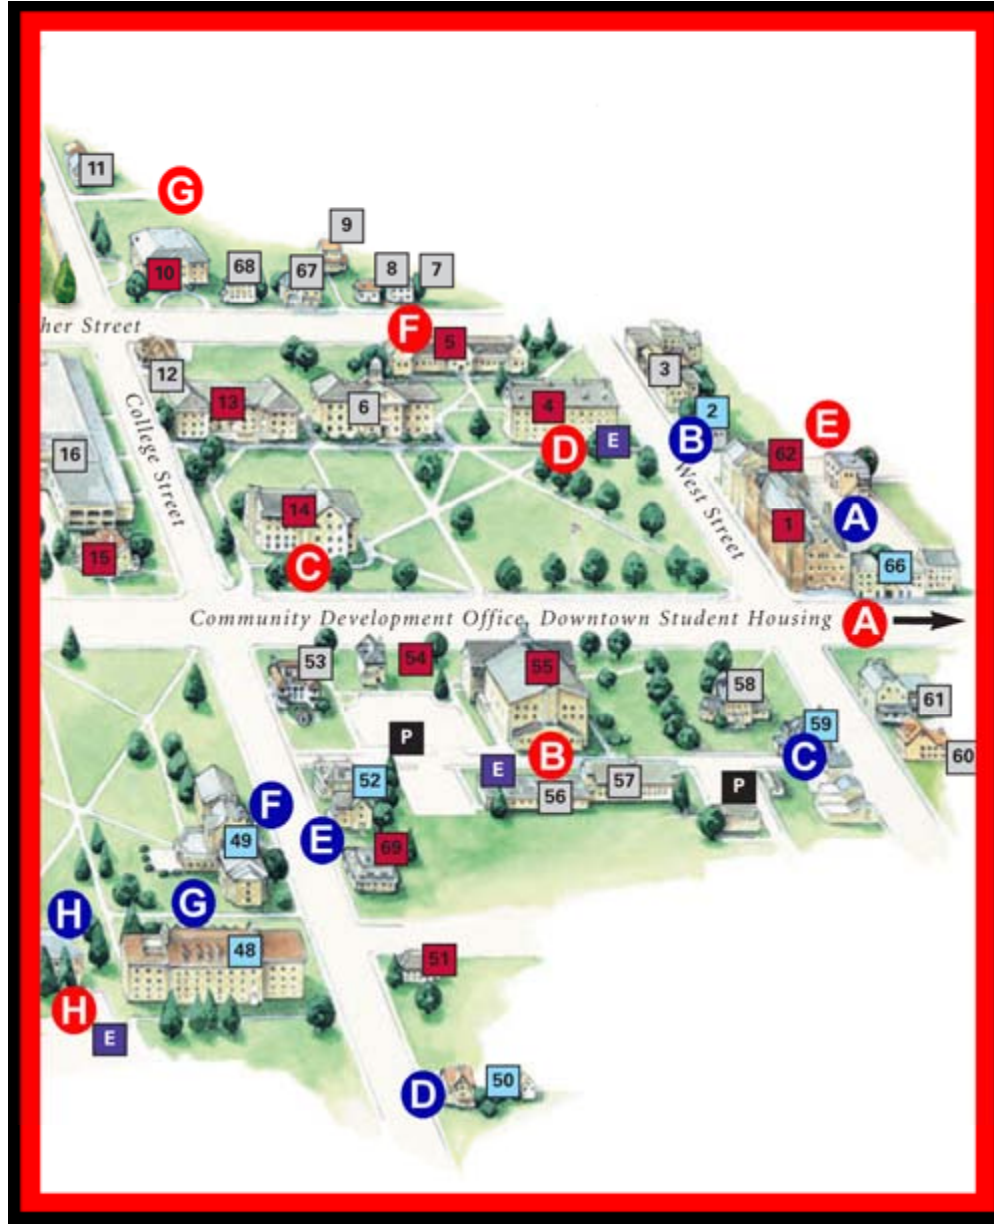 11
G
9
10
68
67
8
7
her Street
F
5
12
13
6
4
3
2
E
D
E
B
62
16
College Street
West Street
14
1
A
15
C
66
Community Development Office, Downtown Student Housing
A
53
54
55
58
61
59
P
B
C
60
E
52
57
P
56
F
49
E
69
G
H
48
51
H
E
D
50